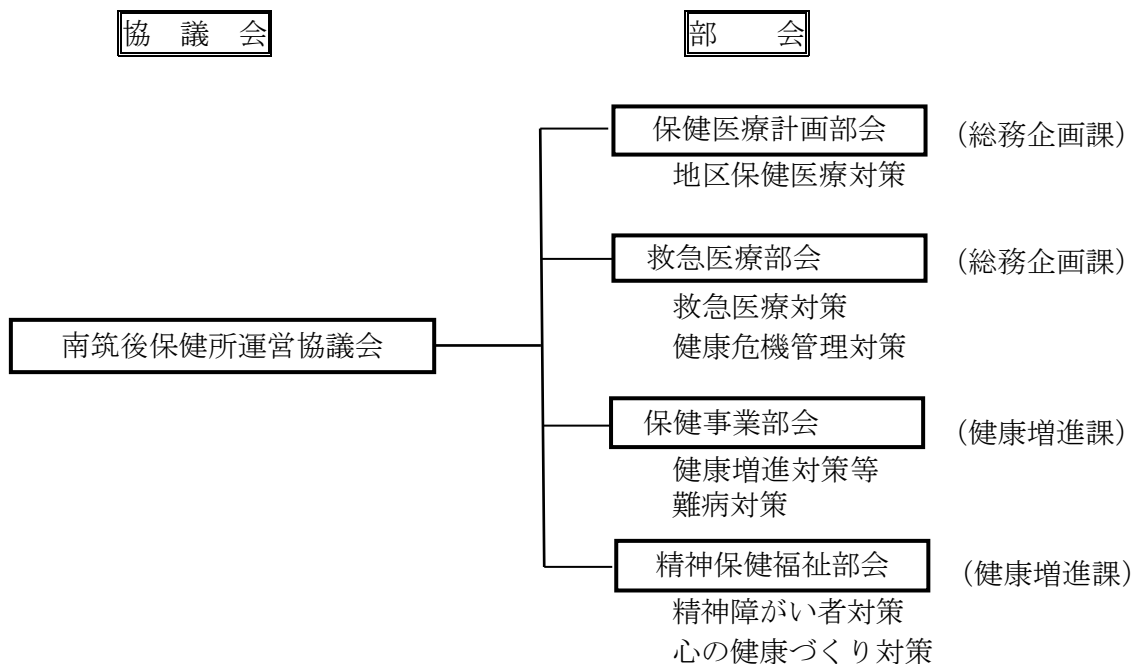 協　議　会
部　　会
保健医療計画部会
（総務企画課）
地区保健医療対策
救急医療部会
（総務企画課）
救急医療対策
健康危機管理対策
南筑後保健所運営協議会
保健事業部会
（健康増進課）
健康増進対策等
難病対策
精神保健福祉部会
（健康増進課）
精神障がい者対策
心の健康づくり対策